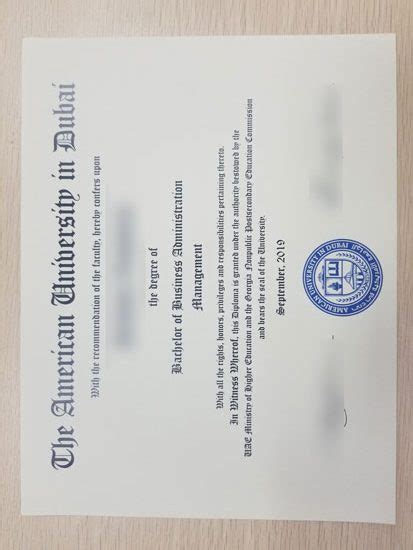 The American University in Dubai
With the recommendation of the faculty, hereby confers upon
the degree of
Bachelor of Business Administration
Management
With all the rights, honors, privileges and responsibilities pertaining thereto.
In Witness Whereof, this Diploma is granted under the authority bestowed by the
UAE Ministry of Higher Education and the Georgia Nonpublic Postsecondary Education Commission
and bears the seal of the University.
September, 2019
AMERICAN UNIVERSITY IN DUBAI